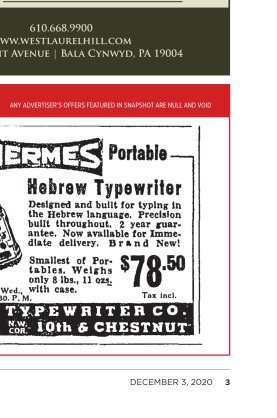 610.668.9900
WWW.WESTLAURELHILL.COM
Avenue | Bala Cynwyd, PA 19004
ANY ADVERTISER'S OFFERS FEATURED IN SNAPSHOT ARE NULL AND VOID
HERMES Portable
Hebrew Typewriter
Designed and built for typing in
the Hebrew language. Precision
built throughout. 2 year guar-
antee. Now available for Imme-
diate delivery. Brand New!
Smallest of Por-
tables. Weighs
only 8 lbs., 11 ozs.
with case.
$78.50
Tax incl.
Wed.,
P. M.
TYPEWRITER CO.
N.W. COR. 10th & CHESTNUT
DECEMBER 3, 2020 3